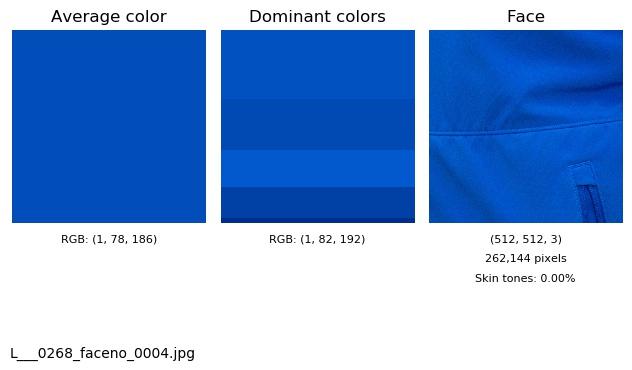 Average color
Dominant colors
Face
RGB: (1, 78, 186)
RGB: (1, 82, 192)
(512, 512, 3)
262,144 pixels
Skin tones: 0.00%
L___0268_faceno_0004.jpg